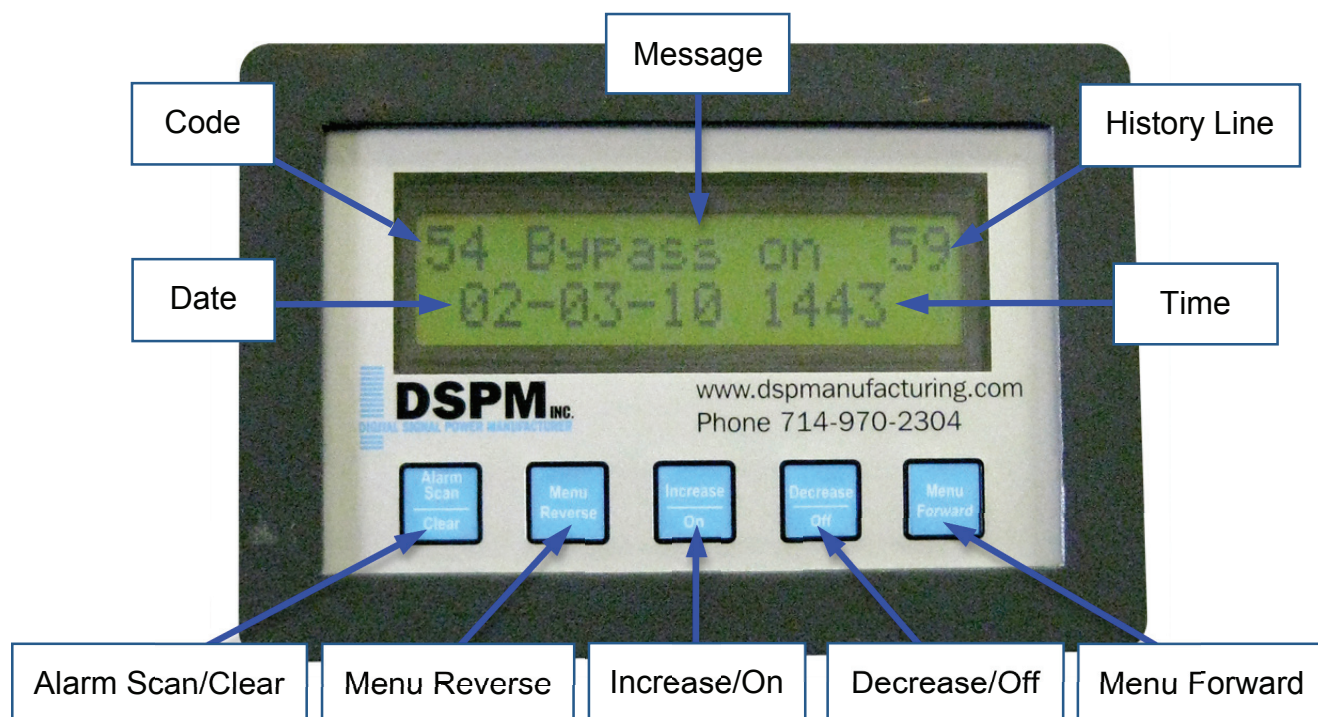 Message
Code
History Line
54 Bypass on 59
Date
02-03-10 1443
Time
DSPM INC.
DIGITAL SIGNAL POWER MANUFACTURER
www.dspmanufacturing.com
Phone 714-970-2304
Alarm
Scan
Clear
Menu
Reverse
Increase
On
Decrease
Off
Menu
Forward
Alarm Scan/Clear
Menu Reverse
Increase/On
Decrease/Off
Menu Forward